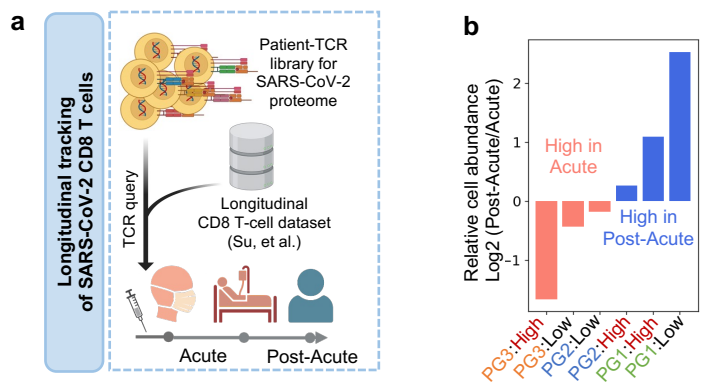 a
Longitudinal tracking
of SARS-CoV-2 CD8 T cells
Patient-TCR
library for
SARS-CoV-2
proteome
TCR query
Longitudinal
CD8 T-cell dataset
(Su, et al.)
Acute
Post-Acute
b
Relative cell abundance
Log2 (Post-Acute/Acute)
2
1
0
−1
High in
Acute
High in
Post-Acute
PG3:High
PG3:Low
PG2:Low
PG2:High
PG1:High
PG1:Low